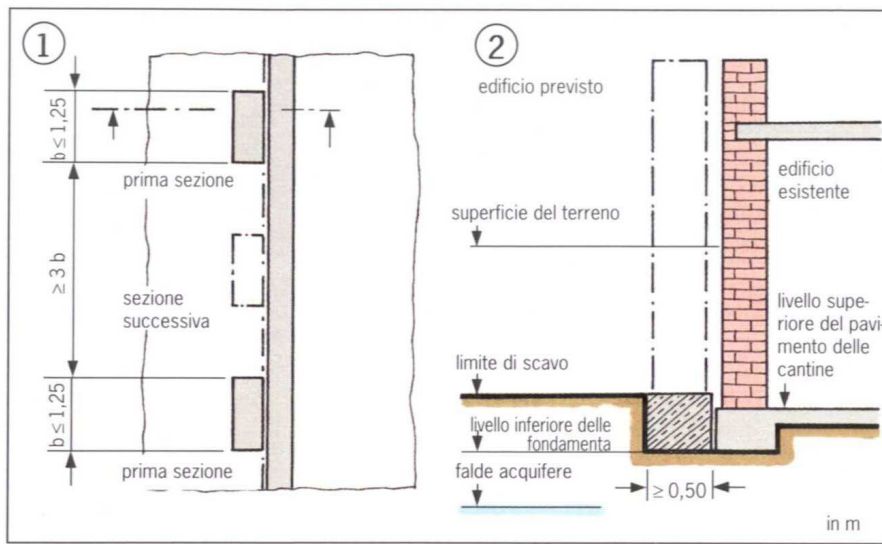 1
b ≤ 1,25
prima sezione
≥ 3 b
sezione
successiva
b ≤ 1,25
prima sezione
2
edificio previsto
edificio
esistente
superficie del terreno
livello supe-
riore del pavi-
mento delle
cantine
limite di scavo
livello inferiore delle
fondamenta
falde acquifere
≥ 0,50
in m